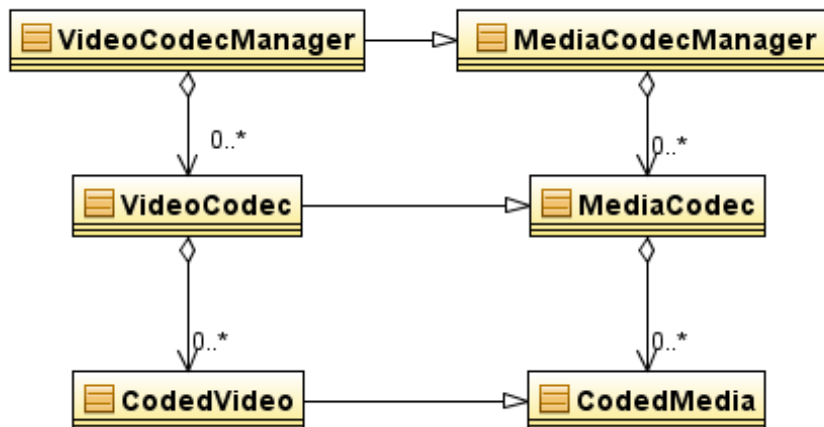 VideoCodecManager
MediaCodecManager
0..*
0..*
VideoCodec
MediaCodec
0..*
0..*
CodedVideo
CodedMedia